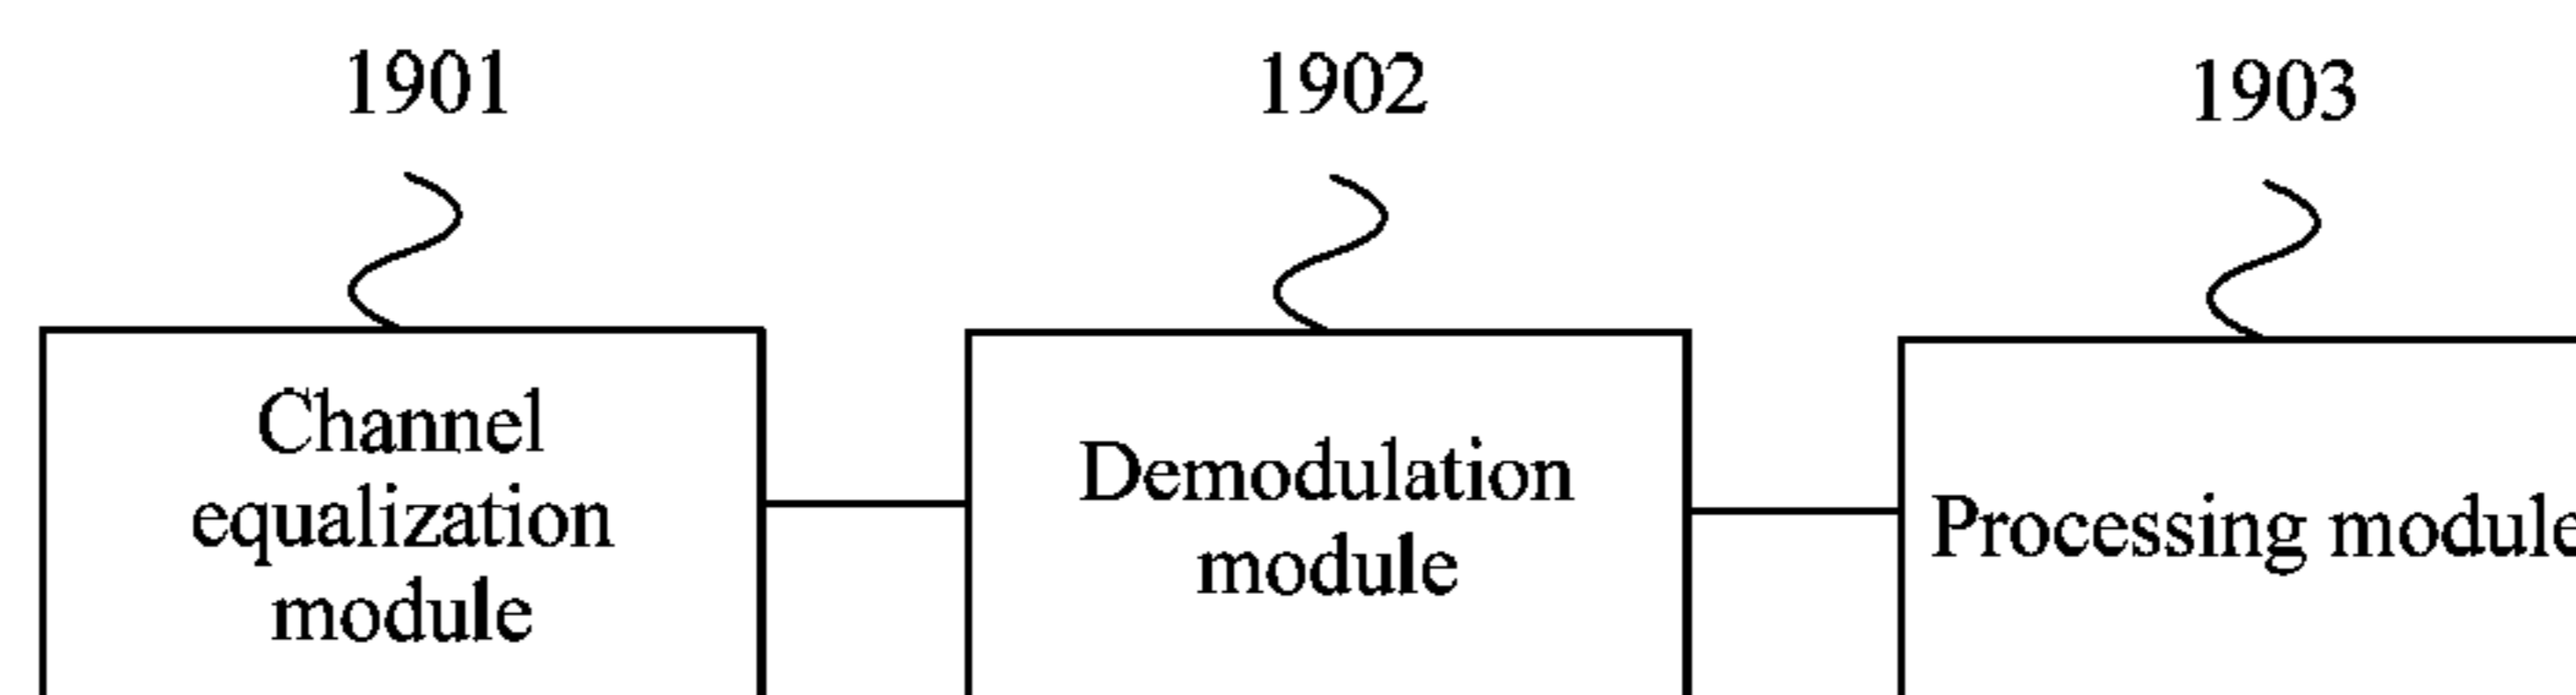 1901
1902
1903
Channel
equalization
module
Demodulation
module
Processing module